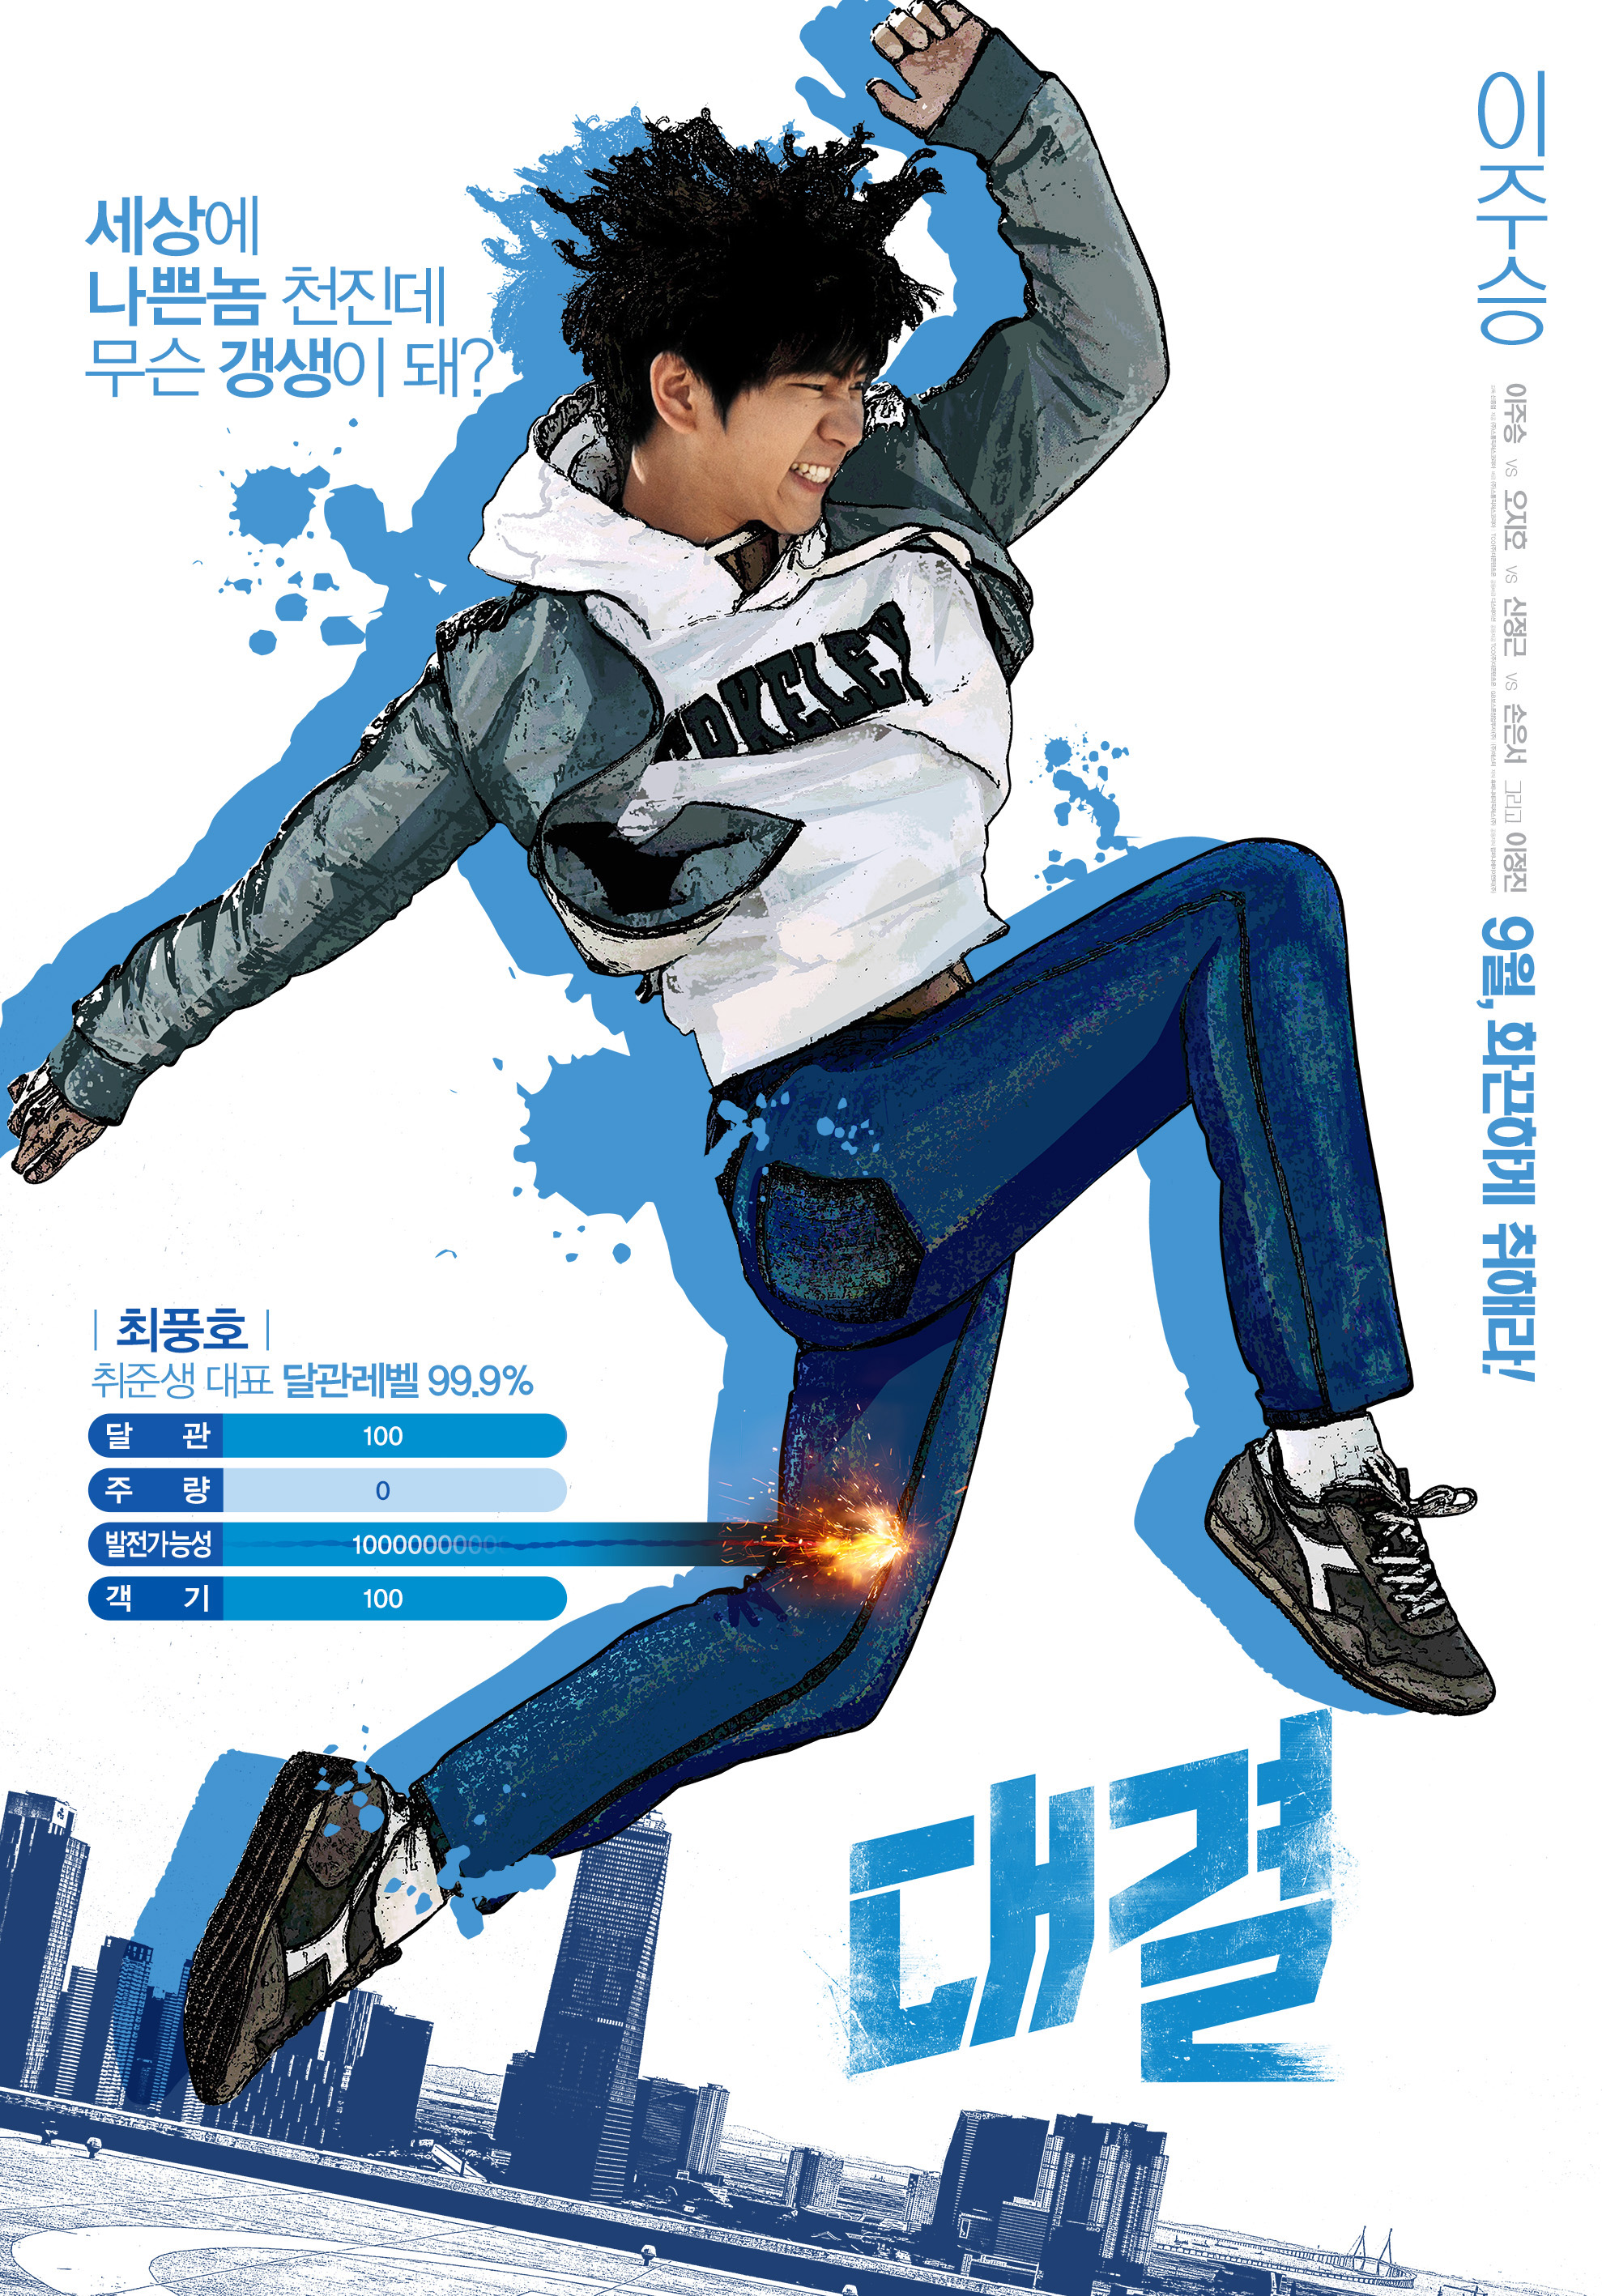 세상에
나쁜놈 천진데
무슨 갱생이 돼?
이주승
이주승 VS 오지호 VS 신정근 VS 손은서 그리고 이정진
9월, 화끈하게 취해라!
BERKELEY
최풍호
취준생 대표 달관레벨 99.9%
달관 100
주량 0
발전가능성 10000000000
객기 100
대결